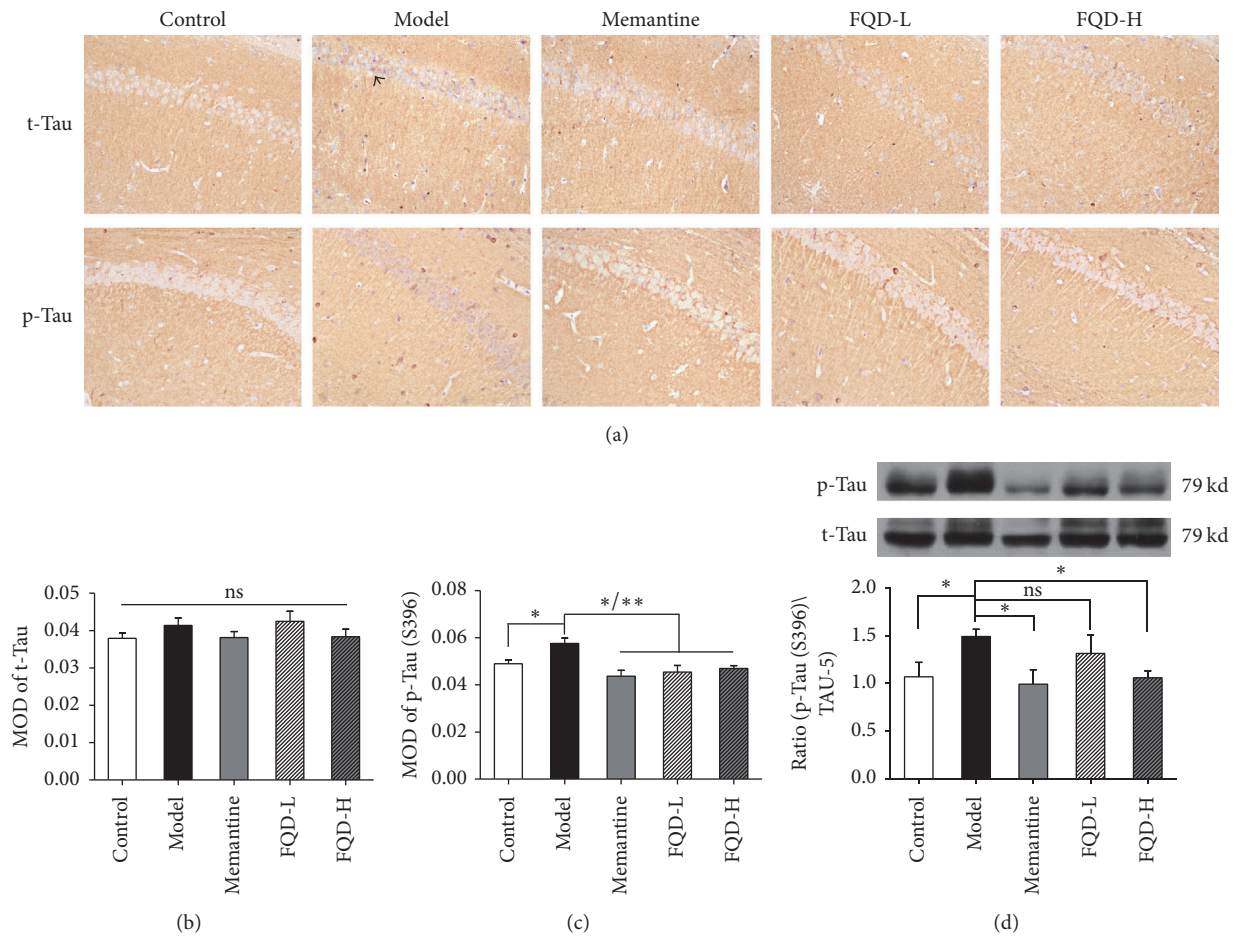 Control Model Memantine FQD-L FQD-H
t-Tau
p-Tau
(a)
0.05
0.04
0.03
0.02
0.01
0.00
MOD of t-Tau
ns
Control
Model
Memantine
FQD-L
FQD-H
(b)
0.08
0.06
0.04
0.02
0.00
MOD of p-Tau (S396)
*
*/**
Control
Model
Memantine
FQD-L
FQD-H
(c)
p-Tau 79 kd
t-Tau 79 kd
2.0
1.5
1.0
0.5
0.0
Ratio (p-Tau (S396)\
TAU-5)
*
*
ns
*
Control
Model
Memantine
FQD-L
FQD-H
(d)